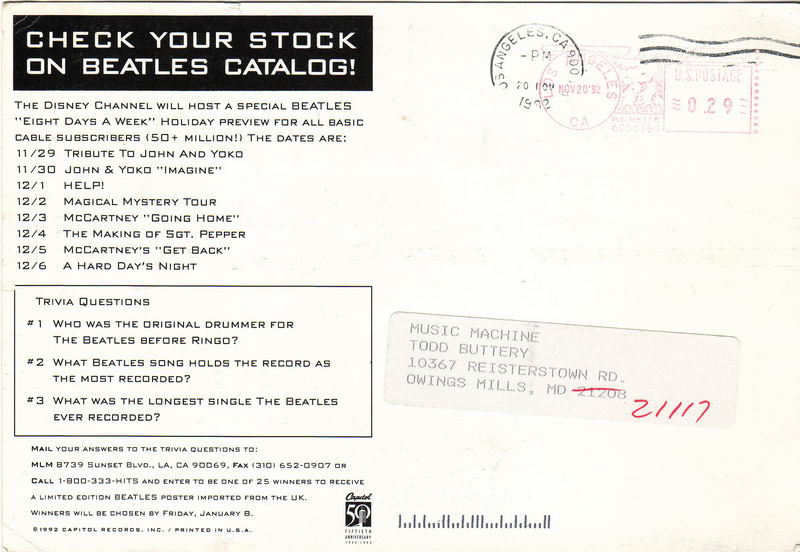 CHECK YOUR STOCK
ON BEATLES CATALOG!
THE DISNEY CHANNEL WILL HOST A SPECIAL BEATLES
"EIGHT DAYS A WEEK" HOLIDAY PREVIEW FOR ALL BASIC
CABLE SUBSCRIBERS (50+ MILLION!) THE DATES ARE:
11/29 TRIBUTE TO JOHN AND YOKO
11/30 JOHN & YOKO "IMAGINE"
12/1 HELP!
12/2 MAGICAL MYSTERY TOUR
12/3 MCCARTNEY "GOING HOME"
12/4 THE MAKING OF SGT. PEPPER
12/5 MCCARTNEY'S "GET BACK"
12/6 A HARD DAY'S NIGHT
TRIVIA QUESTIONS
#1 WHO WAS THE ORIGINAL DRUMMER FOR
THE BEATLES BEFORE RINGO?
#2 WHAT BEATLES SONG HOLDS THE RECORD AS
THE MOST RECORDED?
#3 WHAT WAS THE LONGEST SINGLE THE BEATLES
EVER RECORDED?
MAIL YOUR ANSWERS TO THE TRIVIA QUESTIONS TO:
MLM 8739 SUNSET BLVD., LA, CA 90069, FAX (310) 652-0907 OR
CALL 1-800-333-HITS AND ENTER TO BE ONE OF 25 WINNERS TO RECEIVE
A LIMITED EDITION BEATLES POSTER IMPORTED FROM THE UK.
WINNERS WILL BE CHOSEN BY FRIDAY, JANUARY 8.
©1992 CAPITOL RECORDS, INC. / PRINTED IN U.S.A.
Capitol
50
FIFTIETH
ANNIVERSARY
1942-1992
LOS ANGELES, CA 900
-PM
20 NOV
1992
LOS ANGELES
NOV20'92
CA
U.S. POSTAGE
0.29
MUSIC MACHINE
TODD BUTTERY
10367 REISTERSTOWN RD.
OWINGS MILLS, MD 21208
21117